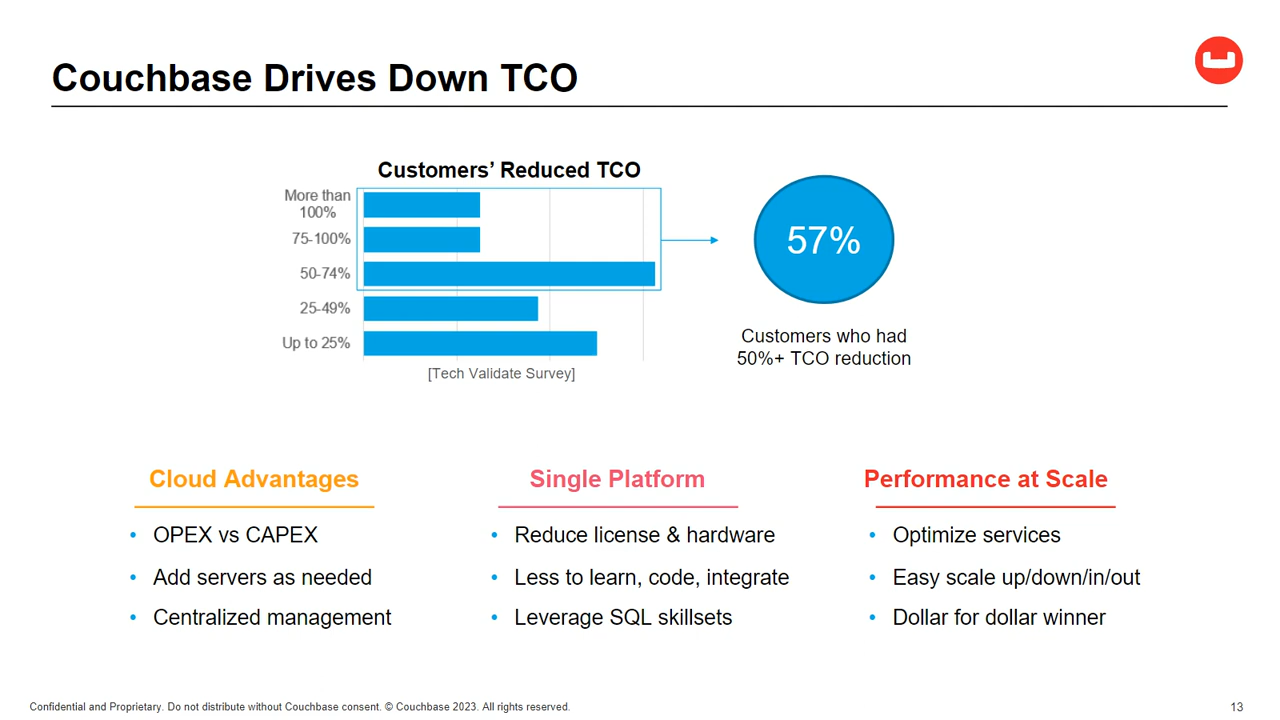 Couchbase Drives Down TCO
Customers’ Reduced TCO
More than
100%
75-100%
50-74%
25-49%
Up to 25%
[Tech Validate Survey]
57%
Customers who had
50%+ TCO reduction
Cloud Advantages
• OPEX vs CAPEX
• Add servers as needed
• Centralized management
Single Platform
• Reduce license & hardware
• Less to learn, code, integrate
• Leverage SQL skillsets
Performance at Scale
• Optimize services
• Easy scale up/down/in/out
• Dollar for dollar winner
Confidential and Proprietary. Do not distribute without Couchbase consent. © Couchbase 2023. All rights reserved.
13